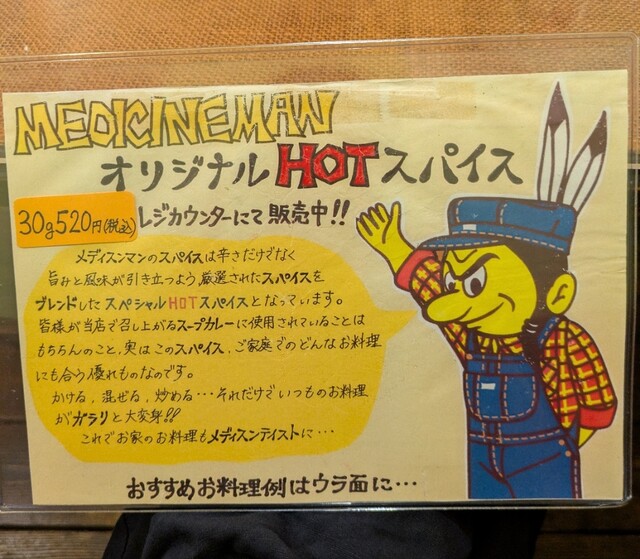 MEDICINEMAN
オリジナル HOTスパイス
30g520円(税込)
レジカウンターにて販売中!!
メディスンマンのスパイスは辛さだけでなく
旨みと風味が引き立つよう厳選されたスパイスを
ブレンドしたスペシャルHOTスパイスとなっています。
皆様が当店で召し上がるスープカレーに使用されていることは
もちろんのこと、実はこのスパイス、ご家庭でのどんなお料理
にも合う優れものなのです。
かける、混ぜる、炒める…それだけでいつものお料理
がガラリと大変身!!
これでお家のお料理もメディスンテイストに…
おすすめお料理例はウラ面に…